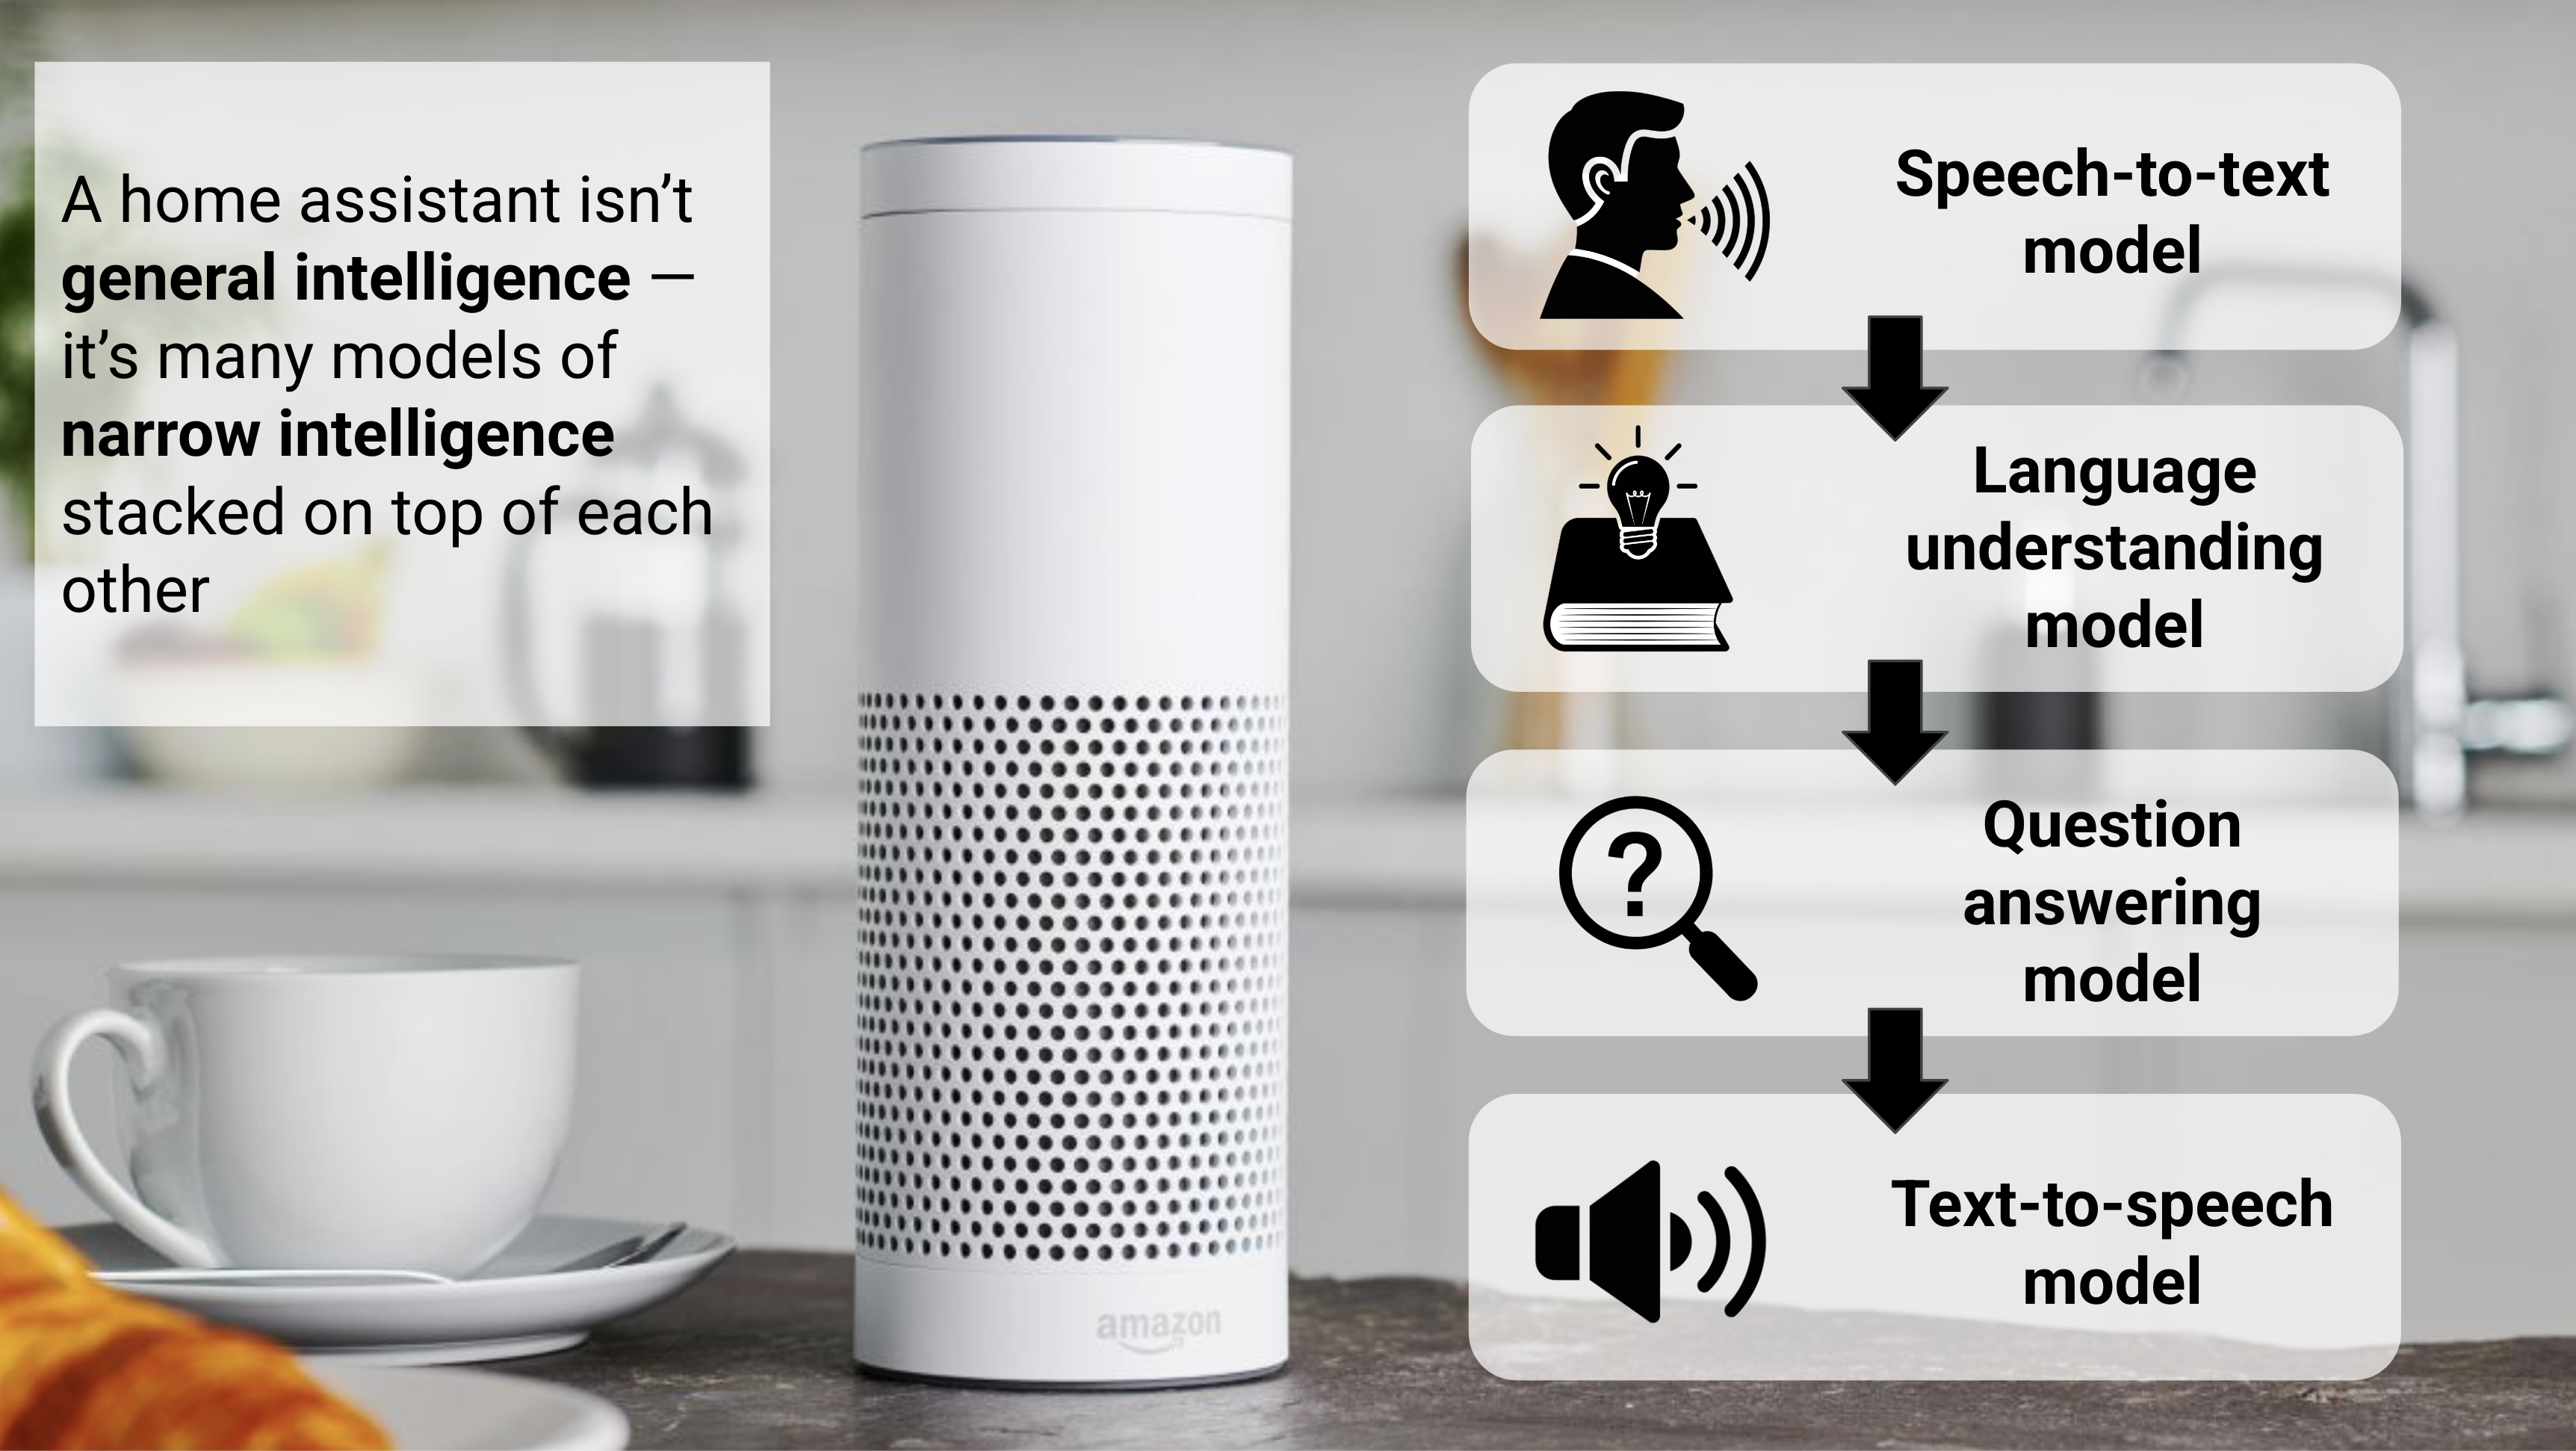 A home assistant isn’t
general intelligence —
it’s many models of
narrow intelligence
stacked on top of each
other
amazon
Speech-to-text
model
Language
understanding
model
?
Question
answering
model
Text-to-speech
model